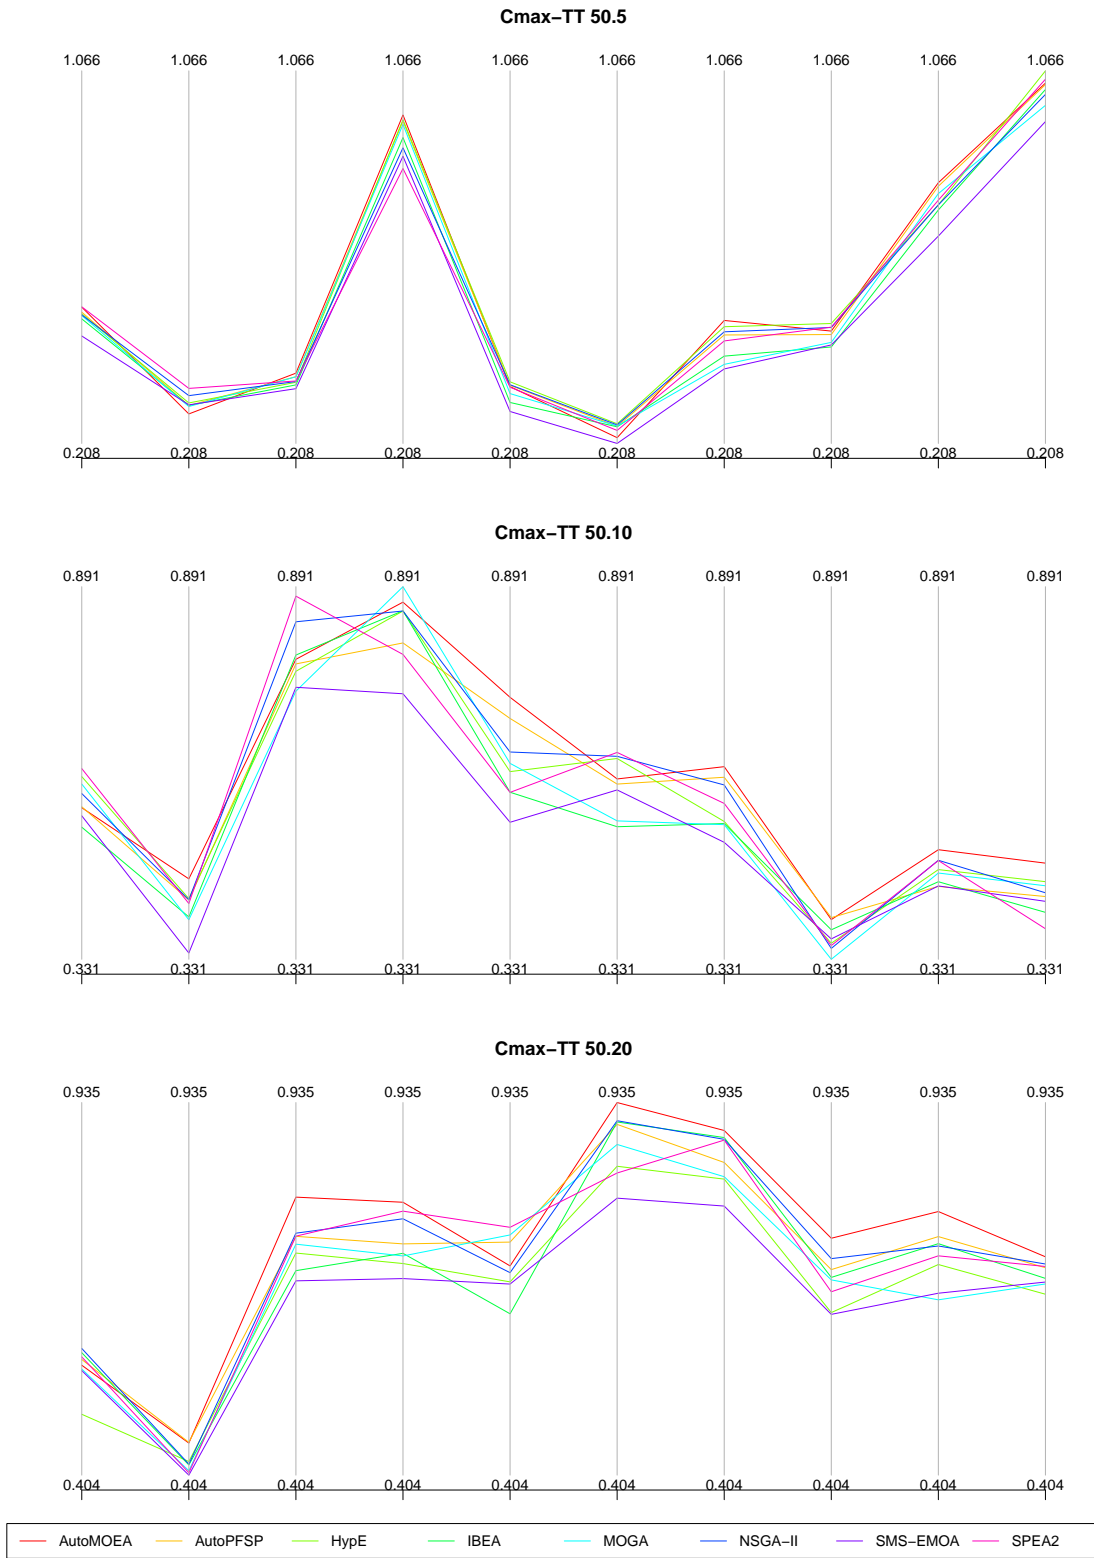 Cmax−TT 50.5
1.066 1.066 1.066 1.066 1.066 1.066 1.066 1.066 1.066 1.066
0.208 0.208 0.208 0.208 0.208 0.208 0.208 0.208 0.208 0.208
Cmax−TT 50.10
0.891 0.891 0.891 0.891 0.891 0.891 0.891 0.891 0.891 0.891
0.331 0.331 0.331 0.331 0.331 0.331 0.331 0.331 0.331 0.331
Cmax−TT 50.20
0.935 0.935 0.935 0.935 0.935 0.935 0.935 0.935 0.935 0.935
0.404 0.404 0.404 0.404 0.404 0.404 0.404 0.404 0.404 0.404
AutoMOEA AutoPFSP HypE IBEA MOGA NSGA−II SMS−EMOA SPEA2